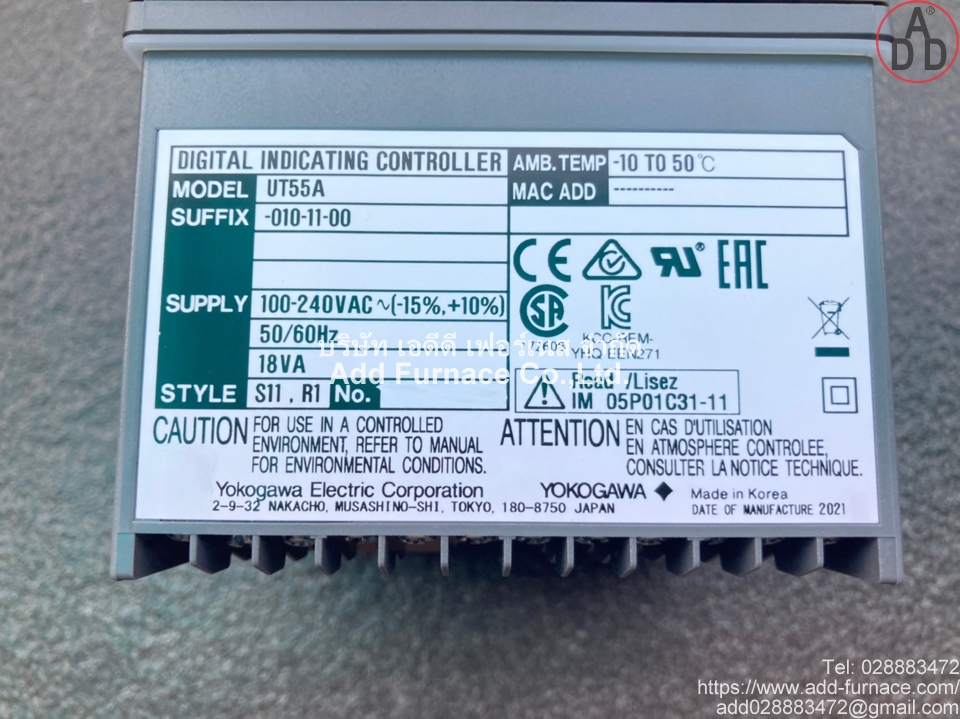 ADD®
DIGITAL INDICATING CONTROLLER AMB. TEMP -10 TO 50℃
MODEL UT55A MAC ADD ----------
SUFFIX -010-11-00
CE UR® EAC
SA KC
SUPPLY 100-240VAC ~(-15%,+10%)
50/60Hz
18VA
YHQ EEN271
บริษัท เอดีดี เฟอร์เนส จำกัด
Add Furnace Co.,Ltd.
Read /Lisez
IM 05P01C31-11
STYLE S11 , R1 No.
CAUTION FOR USE IN A CONTROLLED
ENVIRONMENT, REFER TO MANUAL
FOR ENVIRONMENTAL CONDITIONS.
ATTENTION EN CAS D'UTILISATION
EN ATMOSPHERE CONTROLEE,
CONSULTER LA NOTICE TECHNIQUE.
Yokogawa Electric Corporation YOKOGAWA ◆ Made in Korea
2-9-32 NAKACHO, MUSASHINO-SHI, TOKYO, 180-8750 JAPAN DATE OF MANUFACTURE 2021
Tel: 028883472
https://www.add-furnace.com/
add028883472@gmail.com